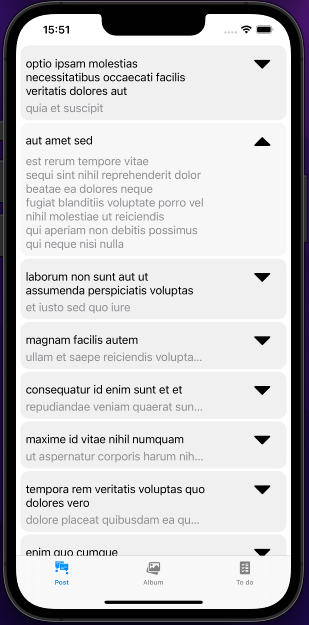 15:51
optio ipsam molestias
necessitatibus occaecati facilis
veritatis dolores aut
quia et suscipit
aut amet sed
est rerum tempore vitae
sequi sint nihil reprehenderit dolor
beatae ea dolores neque
fugiat blanditiis voluptate porro vel
nihil molestiae ut reiciendis
qui aperiam non debitis possimus
qui neque nisi nulla
laborum non sunt aut ut
assumenda perspiciatis voluptas
et iusto sed quo iure
magnam facilis autem
ullam et saepe reiciendis volupta...
consequatur id enim sunt et et
repudiandae veniam quaerat sun...
maxime id vitae nihil numquam
ut aspernatur corporis harum nih...
tempora rem veritatis voluptas quo
dolores vero
dolore placeat quibusdam ea qu...
enim quo cumque
Post
Album
To do